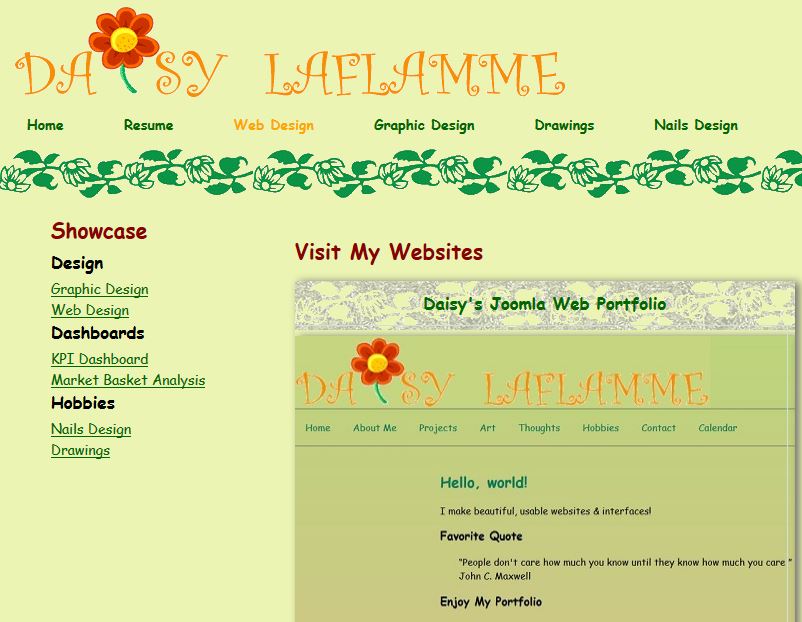 DAISY LAFLAMME
Home Resume Web Design Graphic Design Drawings Nails Design
Showcase
Design
Graphic Design
Web Design
Dashboards
KPI Dashboard
Market Basket Analysis
Hobbies
Nails Design
Drawings
Visit My Websites
Daisy's Joomla Web Portfolio
DAISY LAFLAMME
Home About Me Projects Art Thoughts Hobbies Contact Calendar
Hello, world!
I make beautiful, usable websites & interfaces!
Favorite Quote
"People don't care how much you know until they know how much you care "
John C. Maxwell
Enjoy My Portfolio